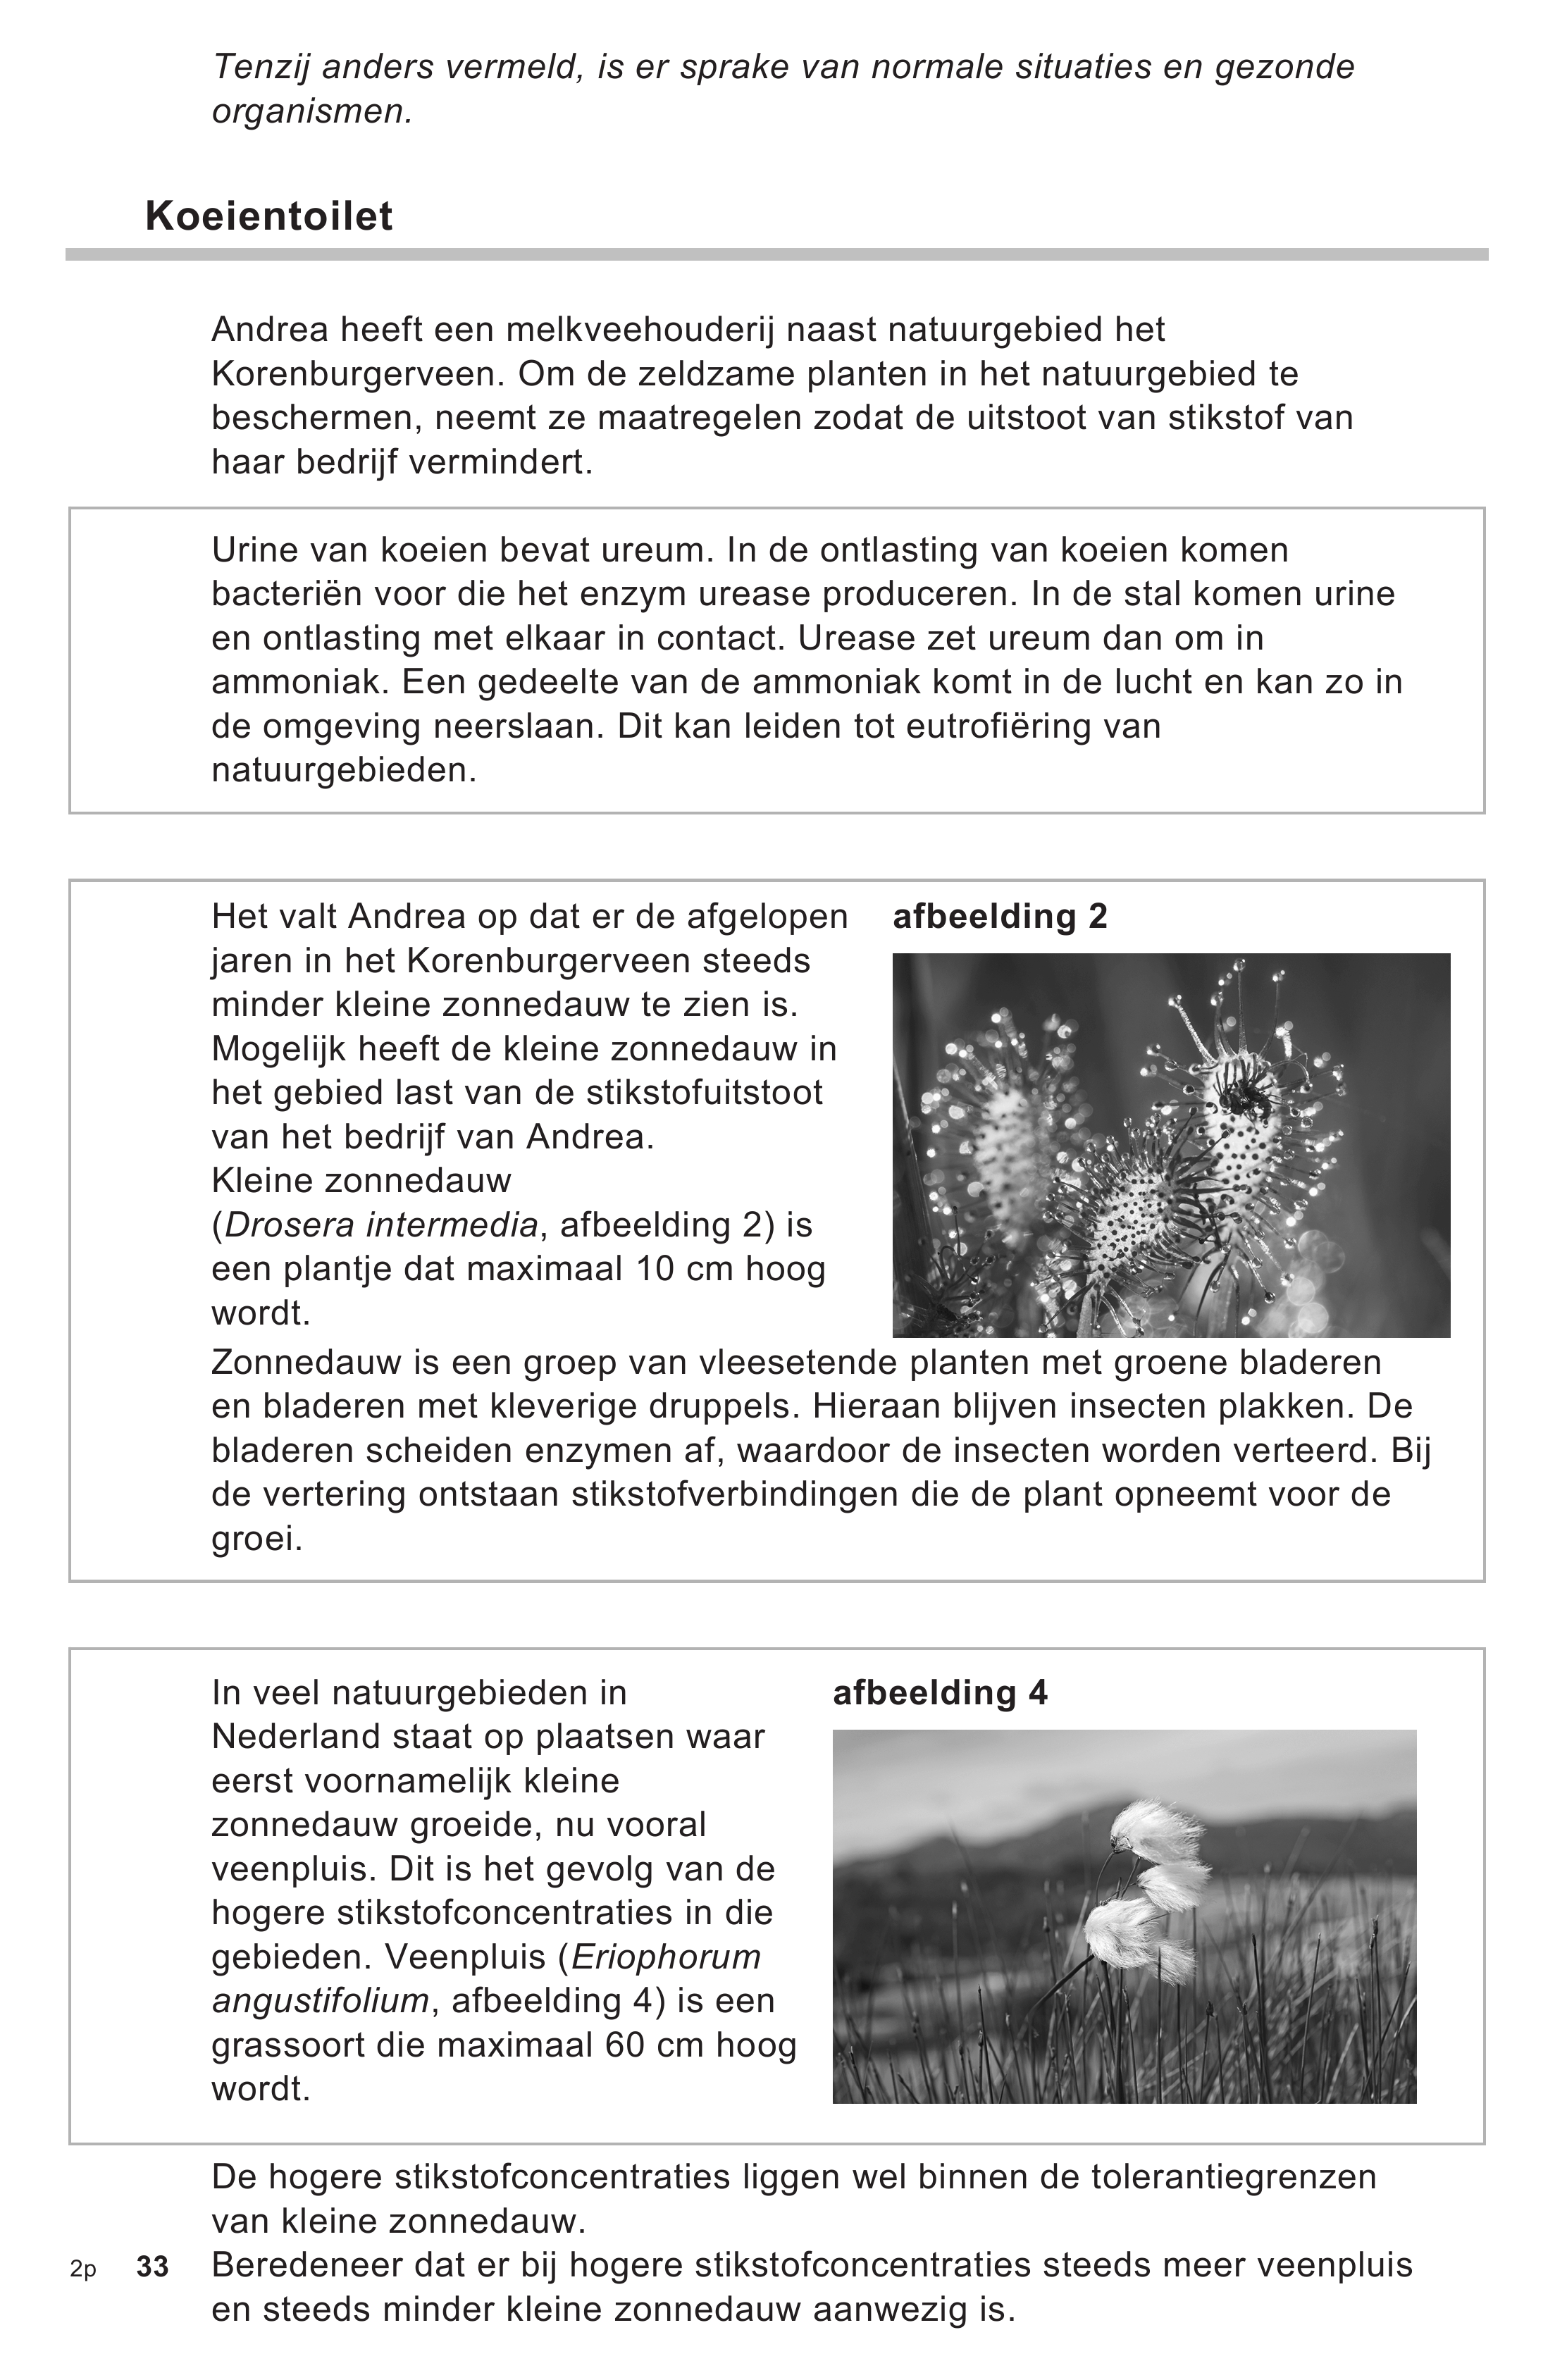 Tenzij anders vermeld, is er sprake van normale situaties en gezonde
organismen.
Koeientoilet
Andrea heeft een melkveehouderij naast natuurgebied het
Korenburgerveen. Om de zeldzame planten in het natuurgebied te
beschermen, neemt ze maatregelen zodat de uitstoot van stikstof van
haar bedrijf vermindert.
Urine van koeien bevat ureum. In de ontlasting van koeien komen
bacteriën voor die het enzym urease produceren. In de stal komen urine
en ontlasting met elkaar in contact. Urease zet ureum dan om in
ammoniak. Een gedeelte van de ammoniak komt in de lucht en kan zo in
de omgeving neerslaan. Dit kan leiden tot eutrofiëring van
natuurgebieden.
Het valt Andrea op dat er de afgelopen
jaren in het Korenburgerveen steeds
minder kleine zonnedauw te zien is.
Mogelijk heeft de kleine zonnedauw in
het gebied last van de stikstofuitstoot
van het bedrijf van Andrea.
Kleine zonnedauw
(Drosera intermedia, afbeelding 2) is
een plantje dat maximaal 10 cm hoog
wordt.
afbeelding 2
Zonnedauw is een groep van vleesetende planten met groene bladeren
en bladeren met kleverige druppels. Hieraan blijven insecten plakken. De
bladeren scheiden enzymen af, waardoor de insecten worden verteerd. Bij
de vertering ontstaan stikstofverbindingen die de plant opneemt voor de
groei.
In veel natuurgebieden in
Nederland staat op plaatsen waar
eerst voornamelijk kleine
zonnedauw groeide, nu vooral
veenpluis. Dit is het gevolg van de
hogere stikstofconcentraties in die
gebieden. Veenpluis (Eriophorum
angustifolium, afbeelding 4) is een
grassoort die maximaal 60 cm hoog
wordt.
afbeelding 4
De hogere stikstofconcentraties liggen wel binnen de tolerantiegrenzen
van kleine zonnedauw.
2p 33 Beredeneer dat er bij hogere stikstofconcentraties steeds meer veenpluis
en steeds minder kleine zonnedauw aanwezig is.